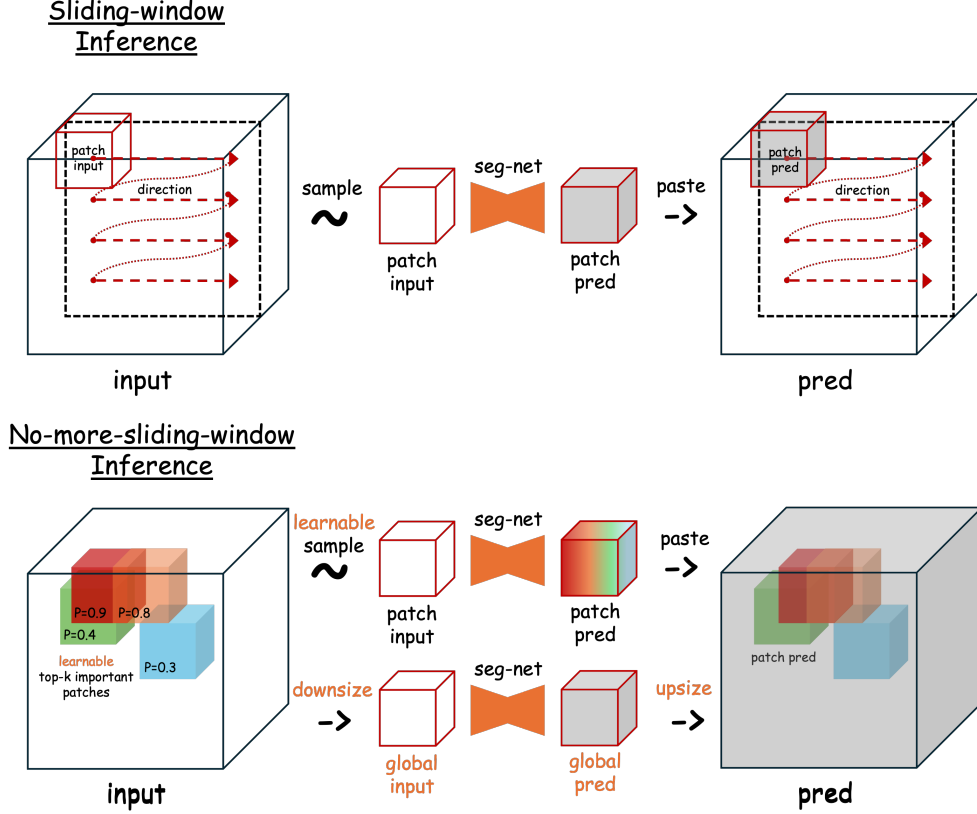 Sliding-window
Inference
patch
input
direction
input
sample
patch
input
seg-net
patch
pred
paste
patch
pred
direction
pred
No-more-sliding-window
Inference
P=0.9
P=0.8
P=0.4
P=0.3
learnable
top-k important
patches
input
learnable
sample
patch
input
seg-net
patch
pred
paste
downsize
global
input
seg-net
global
pred
upsize
patch pred
pred